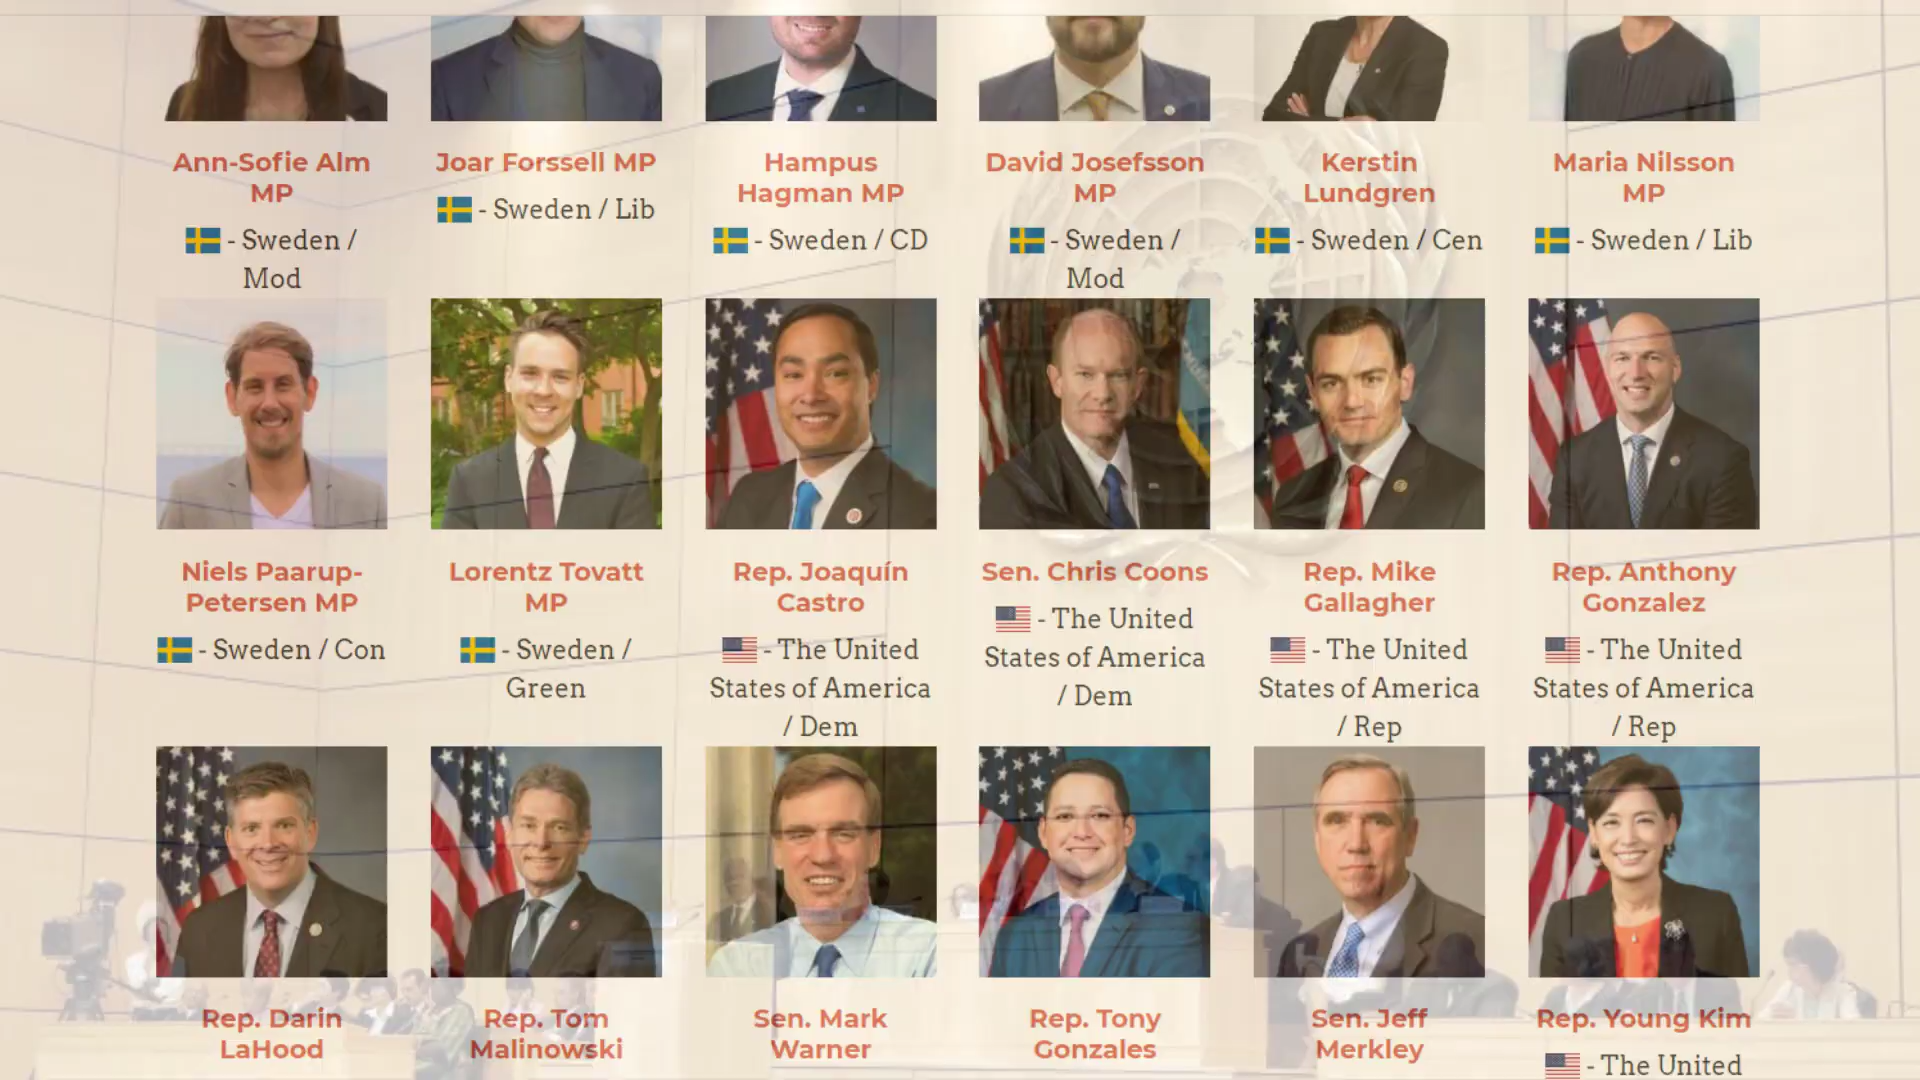 Ann-Sofie Alm
MP
- Sweden /
Mod
Joar Forssell MP
- Sweden / Lib
Hampus
Hagman MP
- Sweden / CD
David Josefsson
MP
- Sweden /
Mod
Kerstin
Lundgren
- Sweden / Cen
Maria Nilsson
MP
- Sweden / Lib
Niels Paarup-
Petersen MP
- Sweden / Con
Lorentz Tovatt
MP
- Sweden /
Green
Rep. Joaquín
Castro
- The United
States of America
/ Dem
Sen. Chris Coons
- The United
States of America
/ Dem
Rep. Mike
Gallagher
- The United
States of America
/ Rep
Rep. Anthony
Gonzalez
- The United
States of America
/ Rep
Rep. Darin
LaHood
Rep. Tom
Malinowski
Sen. Mark
Warner
Rep. Tony
Gonzales
Sen. Jeff
Merkley
Rep. Young Kim
- The United